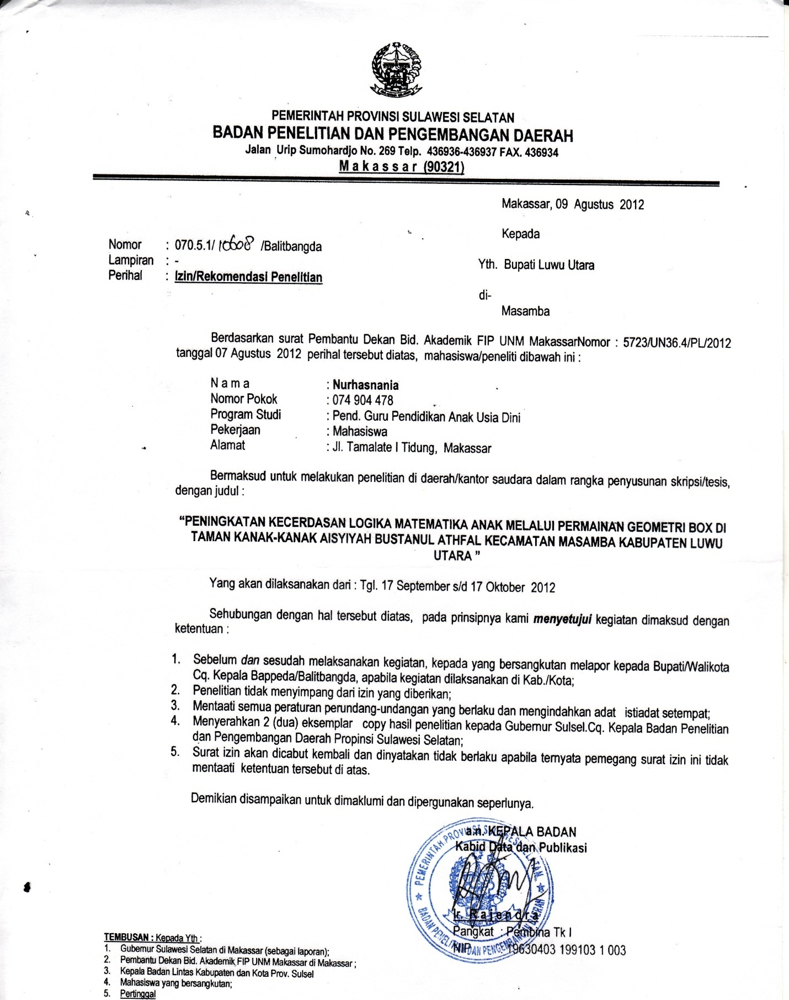 PEMERINTAH PROVINSI SULAWESI SELATAN
BADAN PENELITIAN DAN PENGEMBANGAN DAERAH
Jalan Urip Sumohardjo No. 269 Telp. 436936-436937 FAX. 436934
M a k a s s a r (90321)
Makassar, 09 Agustus 2012
Kepada
Nomor : 070.5.1/ 10608 /Balitbangda
Lampiran : -
Perihal : Izin/Rekomendasi Penelitian
Yth. Bupati Luwu Utara
di-
Masamba
Berdasarkan surat Pembantu Dekan Bid. Akademik FIP UNM MakassarNomor : 5723/UN36.4/PL/2012
tanggal 07 Agustus 2012 perihal tersebut diatas, mahasiswa/peneliti dibawah ini :
N a m a : Nurhasnania
Nomor Pokok : 074 904 478
Program Studi : Pend. Guru Pendidikan Anak Usia Dini
Pekerjaan : Mahasiswa
Alamat : Jl. Tamalate I Tidung, Makassar
Bermaksud untuk melakukan penelitian di daerah/kantor saudara dalam rangka penyusunan skripsi/tesis,
dengan judul :
“PENINGKATAN KECERDASAN LOGIKA MATEMATIKA ANAK MELALUI PERMAINAN GEOMETRI BOX DI
TAMAN KANAK-KANAK AISYIYAH BUSTANUL ATHFAL KECAMATAN MASAMBA KABUPATEN LUWU
UTARA ”
Yang akan dilaksanakan dari : Tgl. 17 September s/d 17 Oktober 2012
Sehubungan dengan hal tersebut diatas, pada prinsipnya kami menyetujui kegiatan dimaksud dengan
ketentuan :
1. Sebelum dan sesudah melaksanakan kegiatan, kepada yang bersangkutan melapor kepada Bupati/Walikota
Cq. Kepala Bappeda/Balitbangda, apabila kegiatan dilaksanakan di Kab./Kota;
2. Penelitian tidak menyimpang dari izin yang diberikan;
3. Mentaati semua peraturan perundang-undangan yang berlaku dan mengindahkan adat istiadat setempat;
4. Menyerahkan 2 (dua) eksemplar copy hasil penelitian kepada Gubernur Sulsel.Cq. Kepala Badan Penelitian
dan Pengembangan Daerah Propinsi Sulawesi Selatan;
5. Surat izin akan dicabut kembali dan dinyatakan tidak berlaku apabila ternyata pemegang surat izin ini tidak
mentaati ketentuan tersebut di atas.
Demikian disampaikan untuk dimaklumi dan dipergunakan seperlunya.
a.n. KEPALA BADAN
Kabid Data dan Publikasi
PEMERINTAH PROVINSI SULAWESI SELATAN
BADAN PENELITIAN DAN PENGEMBANGAN DAERAH
Ir. R a j e n d r a
Pangkat : Pembina Tk I
NIP : 19630403 199103 1 003
TEMBUSAN : Kepada Yth :
1. Gubernur Sulawesi Selatan di Makassar (sebagai laporan);
2. Pembantu Dekan Bid. Akademik FIP UNM Makassar di Makassar ;
3. Kepala Badan Lintas Kabupaten dan Kota Prov. Sulsel
4. Mahasiswa yang bersangkutan;
5. Pertinggal